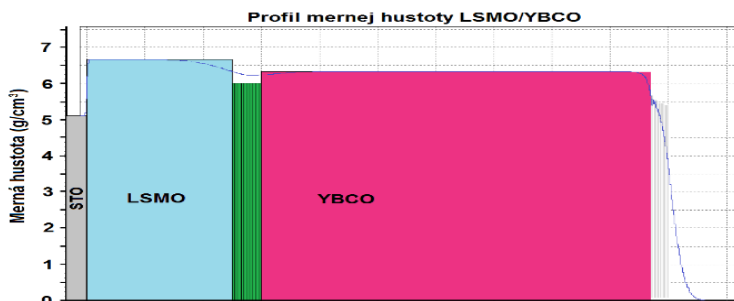 Profil mernej hustoty LSMO/YBCO
Merná hustota (g/cm³)
7
6
5
4
3
2
1
0
STO
LSMO
YBCO